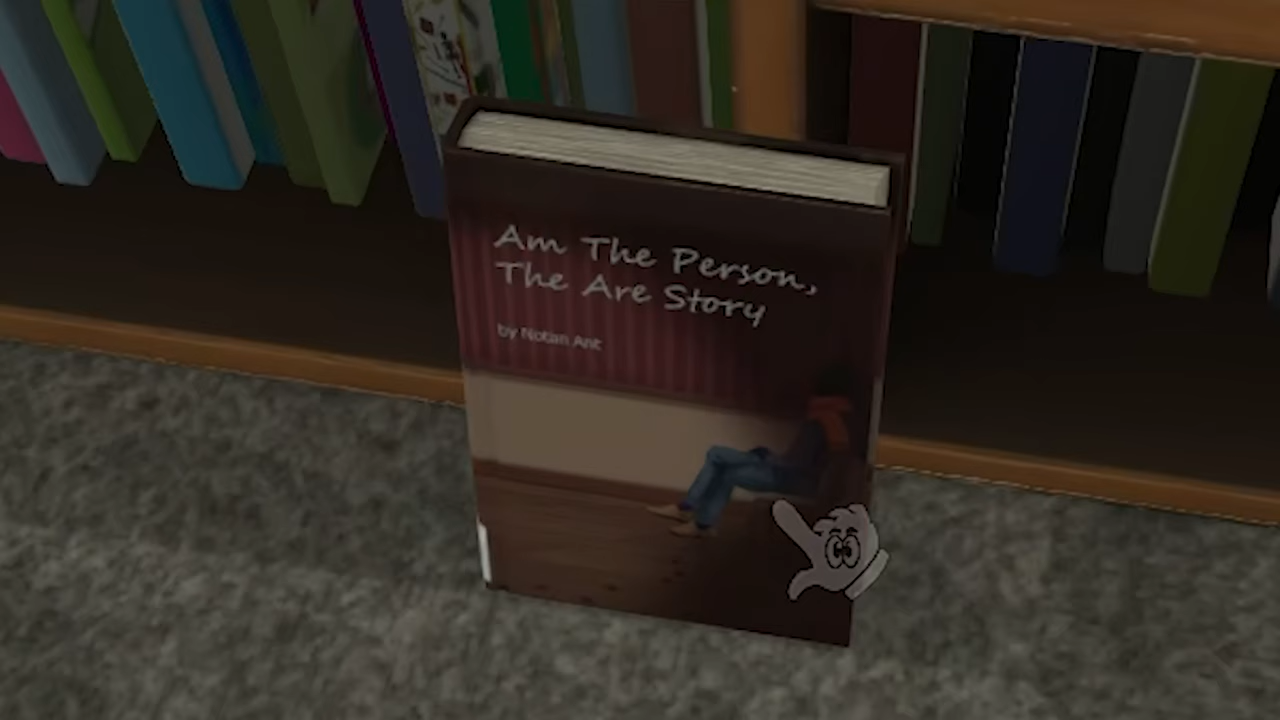 Am The Person,
The Are Story
by Notan Ant